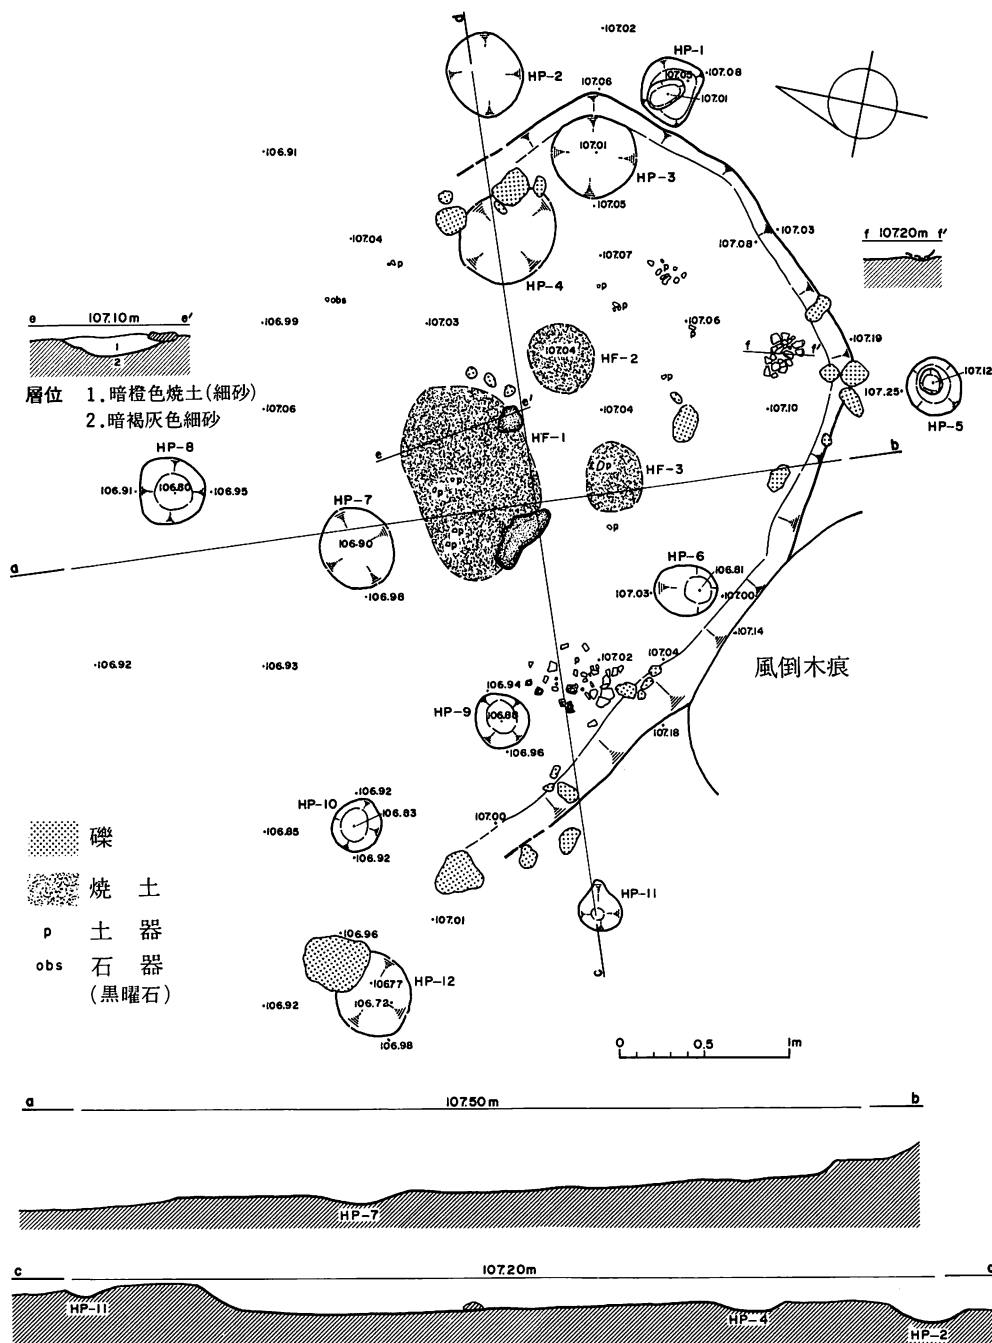 d
•107.02
HP-1
107.05
•107.08
107.01
HP-2
107.06
•106.91
107.01
HP-3
•107.05
•107.04
p
HP-4
•107.07
107.08•
•107.03
f 107.20m f'
obs
p
p
e 107.10m e'
•106.99
•107.03
HF-2
107.04
•107.06
p
f f'
•107.19
1
2
層位 1.暗橙色焼土(細砂)
2.暗褐灰色細砂
•107.06
e'
p
•107.04
•107.10
107.25•
107.12
HP-5
HF-1
e
HP-8
106.91•
106.80
•106.95
HP-7
106.90
p
p
p
p
HF-3
p
b
a
•106.98
HP-6
106.81
107.03•
•107.00
•107.14
•106.92
•106.93
•107.02
107.04
風倒木痕
106.94
HP-9
106.88
106.96
•107.18
HP-10
•106.92
106.83
•106.85
•106.92
107.00
礫
焼土
p 土器
obs 石器
(黒曜石)
•107.01
HP-11
•106.96
HP-12
•106.77
106.72•
•106.92
•106.98
c
0 0.5 1m
a 107.50m b
HP-7
c 107.20m d
HP-11
HP-4
HP-2